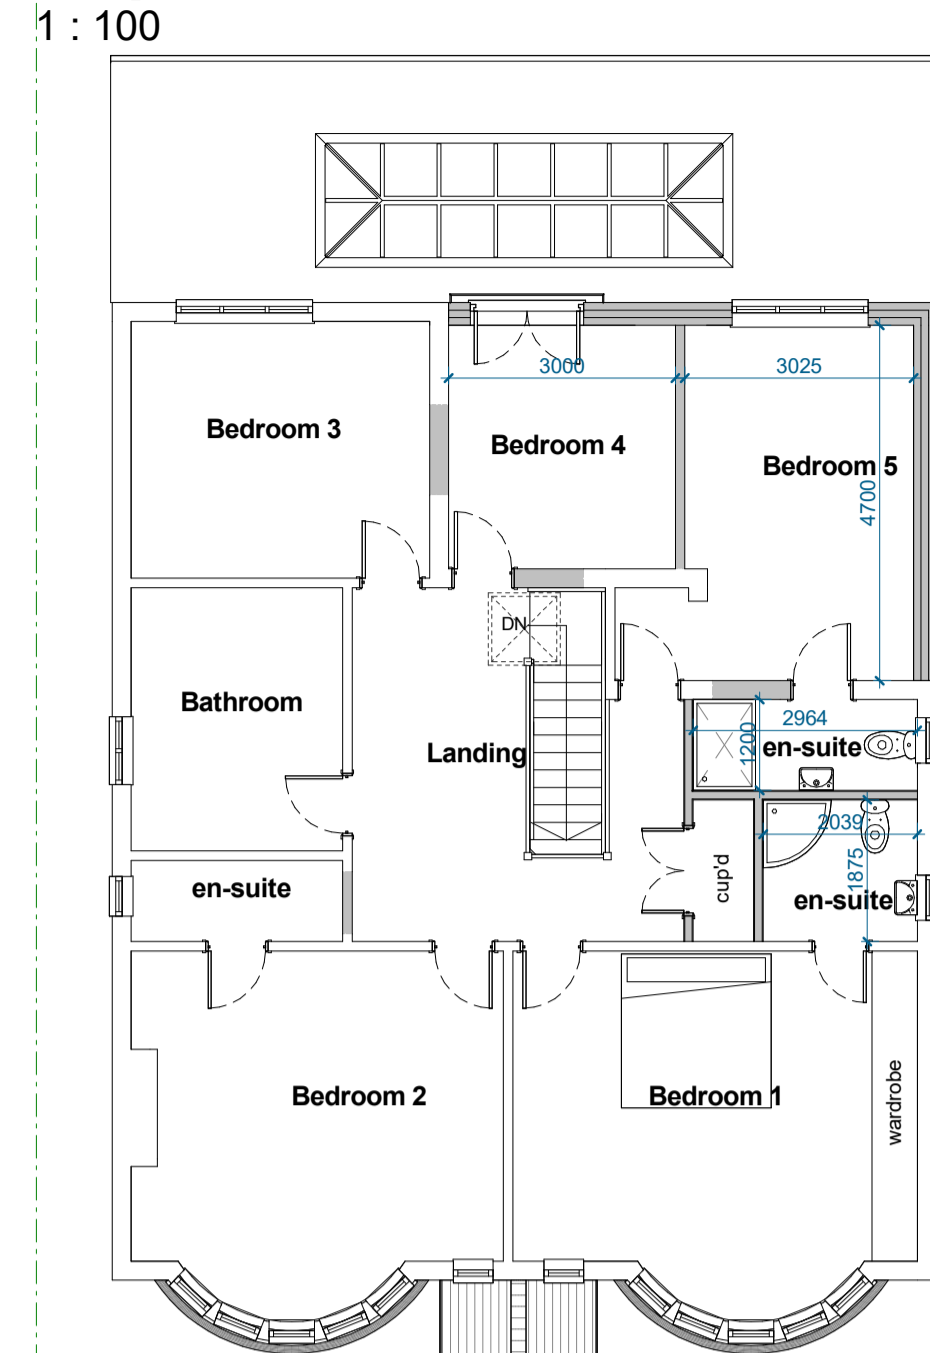 1 : 100
3000
3025
Bedroom 3
Bedroom 4
Bedroom 5
4700
DN
Bathroom
2964
1200
en-suite
Landing
2039
1875
cup'd
en-suite
en-suite
Bedroom 2
Bedroom 1
wardrobe